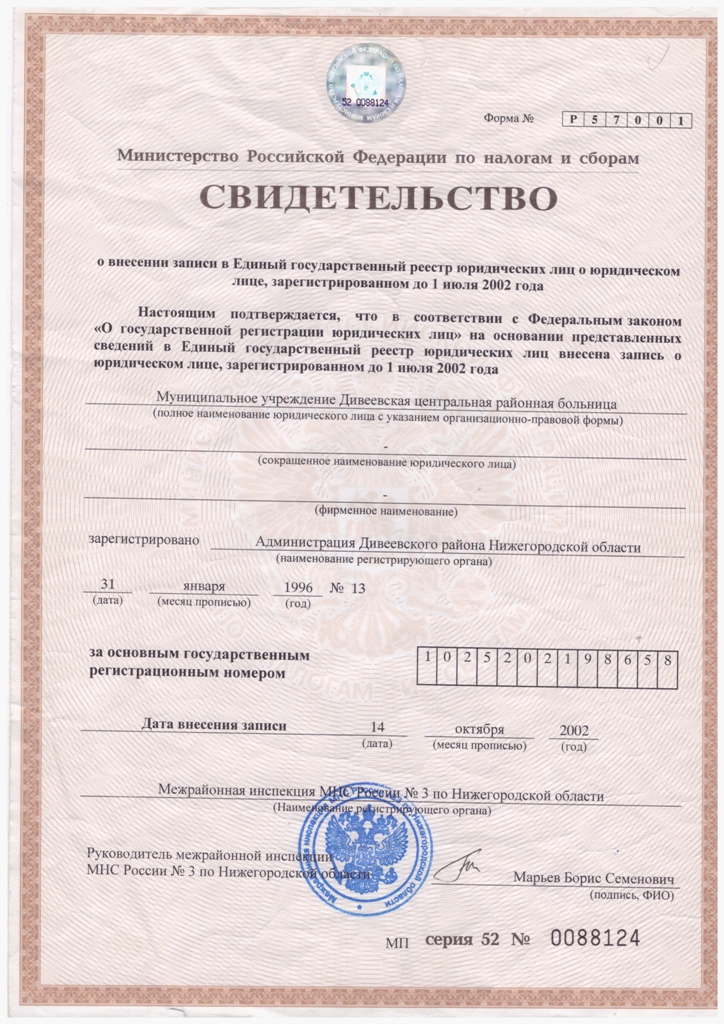 52 0088124
Форма № Р 5 7 0 0 1
Министерство Российской Федерации по налогам и сборам
СВИДЕТЕЛЬСТВО
о внесении записи в Единый государственный реестр юридических лиц о юридическом
лице, зарегистрированном до 1 июля 2002 года
Настоящим подтверждается, что в соответствии с Федеральным законом
«О государственной регистрации юридических лиц» на основании представленных
сведений в Единый государственный реестр юридических лиц внесена запись о
юридическом лице, зарегистрированном до 1 июля 2002 года
Муниципальное учреждение Дивеевская центральная районная больница
(полное наименование юридического лица с указанием организационно-правовой формы)
-
(сокращенное наименование юридического лица)
-
(фирменное наименование)
зарегистрировано Администрация Дивеевского района Нижегородской области
(наименование регистрирующего органа)
31 января 1996 № 13
(дата) (месяц прописью) (год)
за основным государственным
регистрационным номером 1 0 2 5 2 0 2 1 9 8 6 5 8
Дата внесения записи 14 октября 2002
(дата) (месяц прописью) (год)
Межрайонная инспекция МНС России № 3 по Нижегородской области
(Наименование регистрирующего органа)
Руководитель межрайонной инспекции
МНС России № 3 по Нижегородской области Марьев Борис Семенович
(подпись, ФИО)
МП серия 52 № 0088124